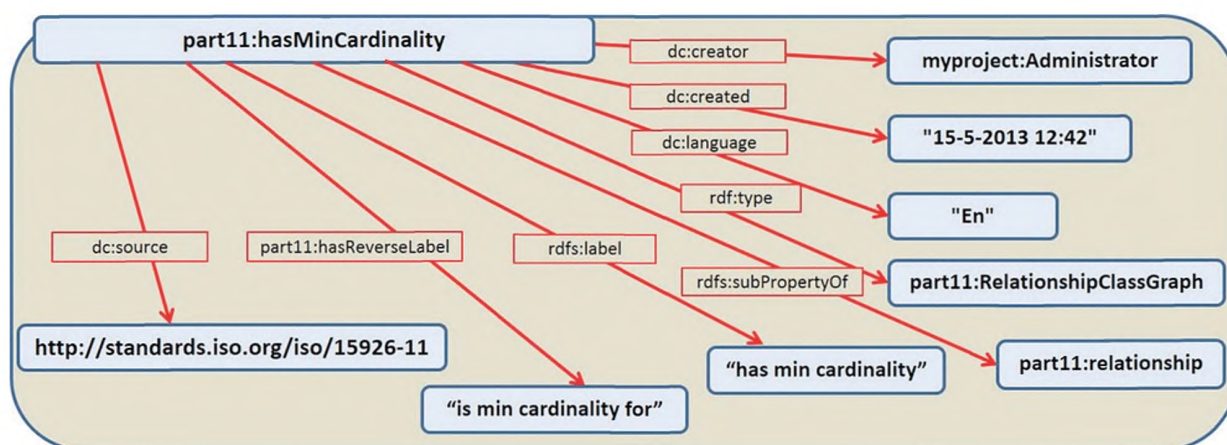 part11:hasMinCardinality
dc:creator
myproject:Administrator
dc:created
"15-5-2013 12:42"
dc:language
rdf:type
"En"
dc:source
part11:hasReverseLabel
rdfs:label
rdfs:subPropertyOf
part11:RelationshipClassGraph
http://standards.iso.org/iso/15926-11
“has min cardinality”
part11:relationship
“is min cardinality for”